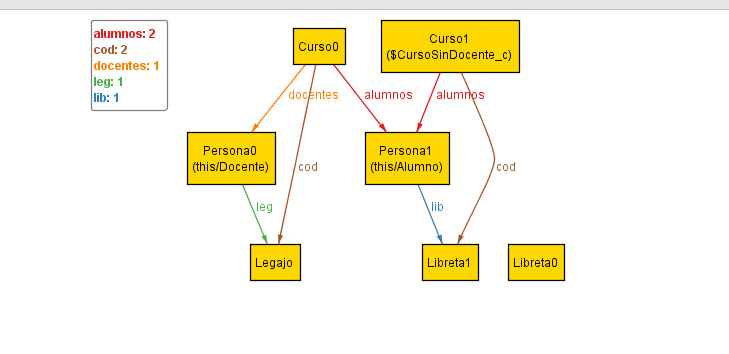 alumnos: 2
cod: 2
docentes: 1
leg: 1
lib: 1
Curso0
Curso1
($CursoSinDocente_c)
docentes
alumnos
alumnos
Persona0
(this/Docente)
Persona1
(this/Alumno)
cod
cod
leg
lib
Legajo
Libreta1
Libreta0